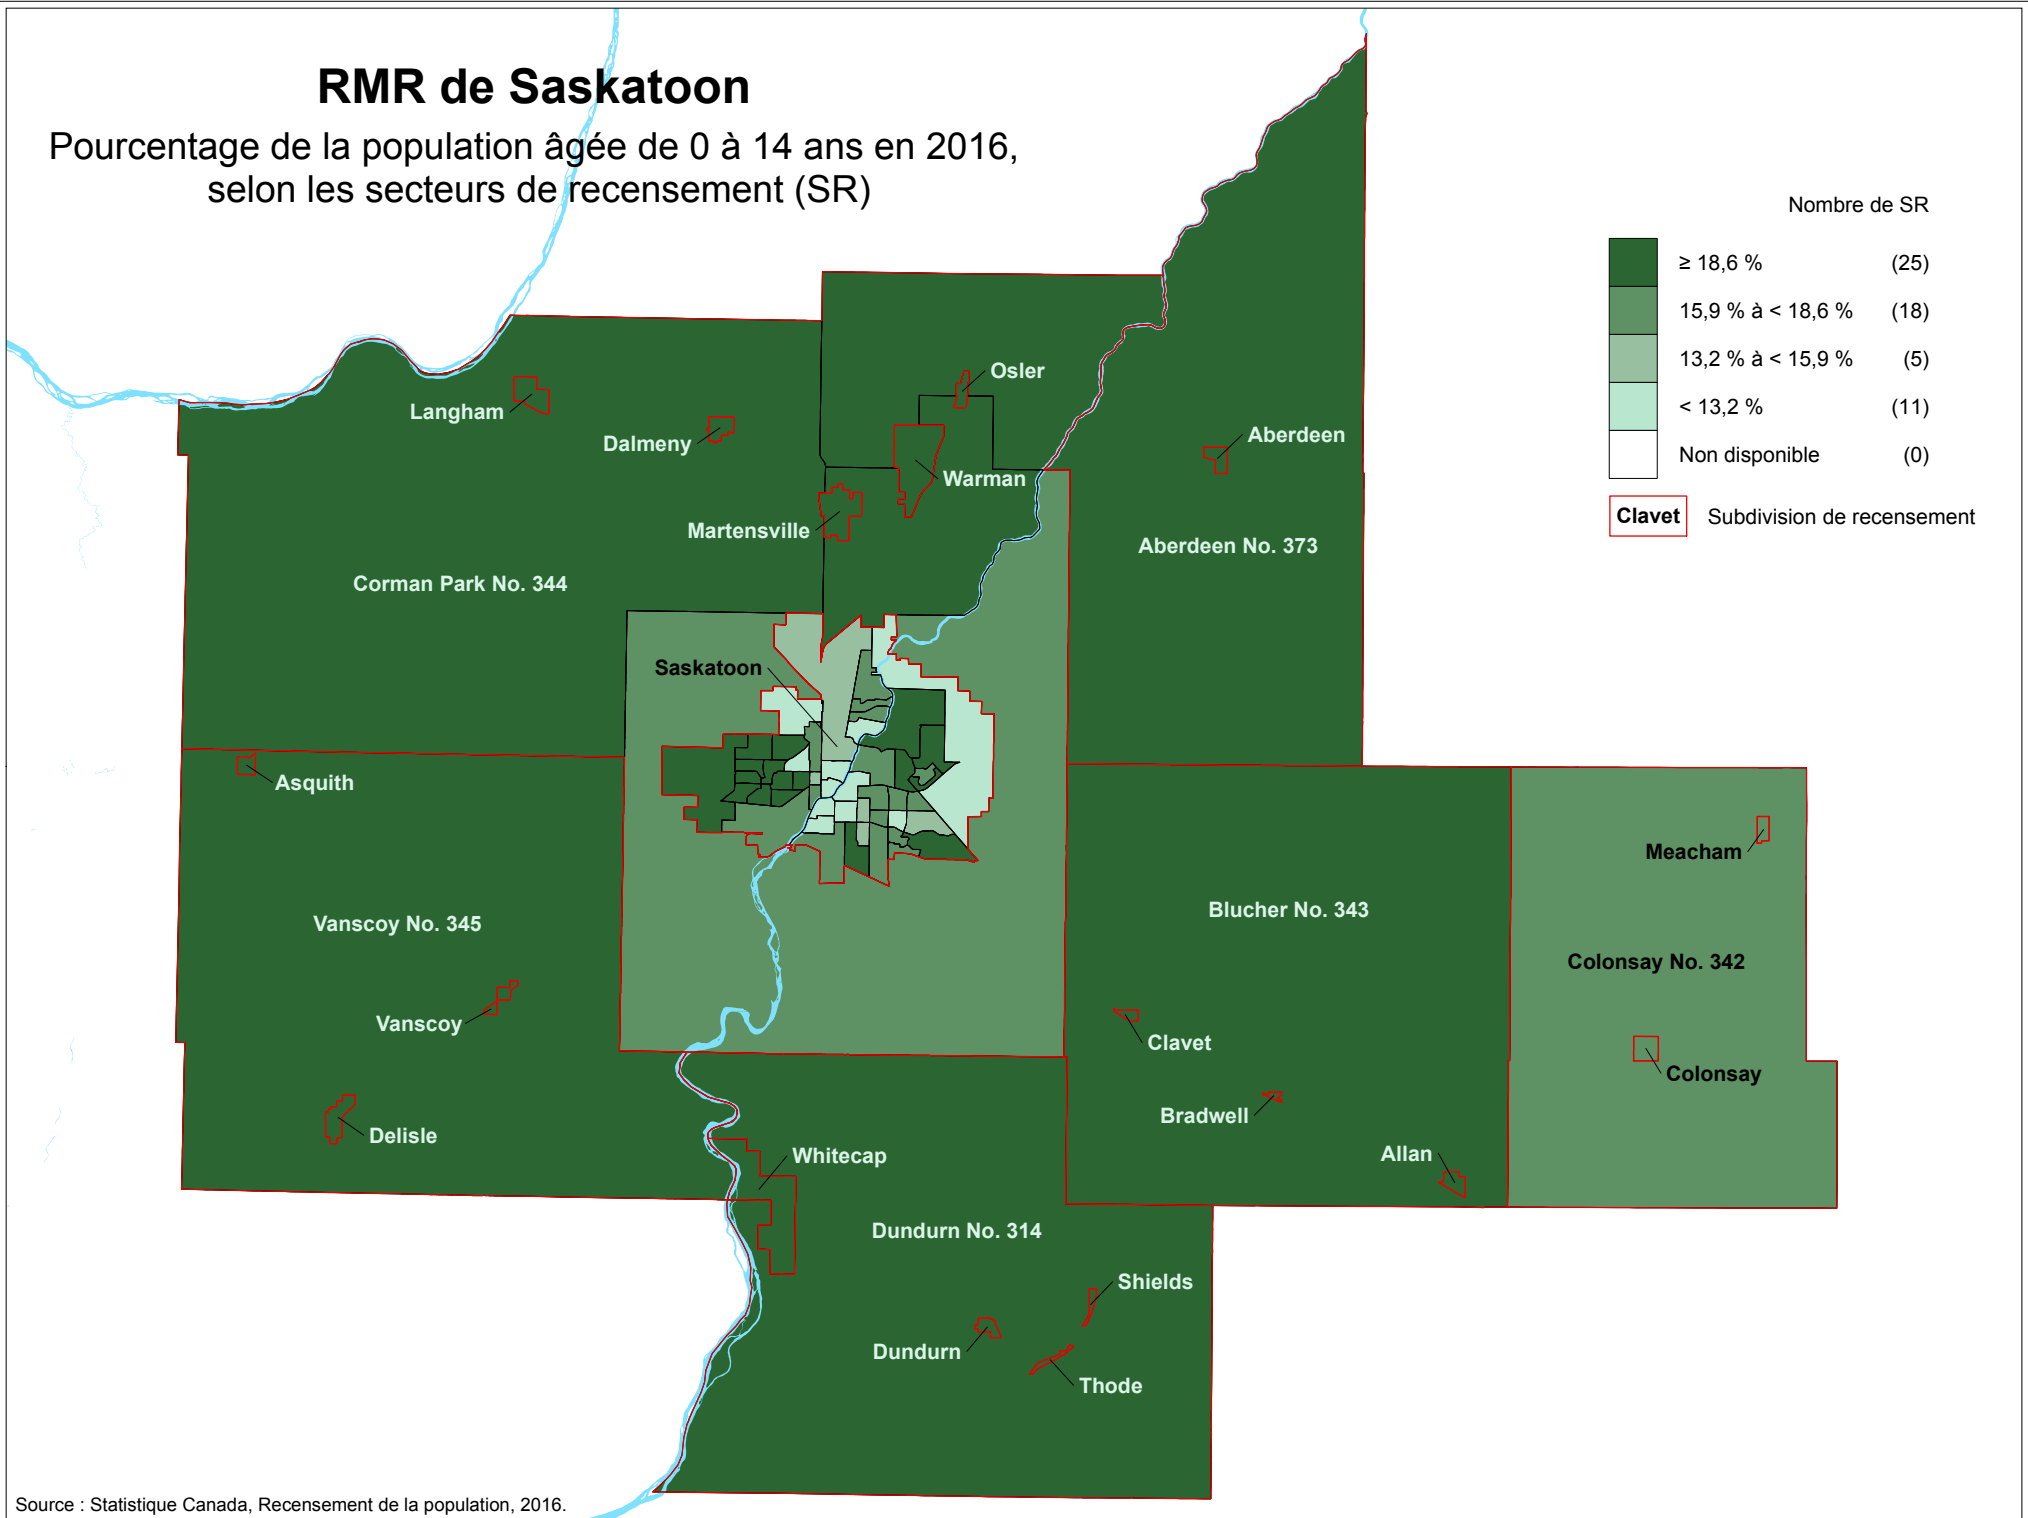 RMR de Saskatoon
Pourcentage de la population âgée de 0 à 14 ans en 2016,
selon les secteurs de recensement (SR)
Nombre de SR
≥ 18,6 % (25)
15,9 % à < 18,6 % (18)
13,2 % à < 15,9 % (5)
< 13,2 % (11)
Non disponible (0)
Clavet Subdivision de recensement
Osler
Langham
Dalmeny
Aberdeen
Warman
Martensville
Aberdeen No. 373
Corman Park No. 344
Saskatoon
Asquith
Meacham
Blucher No. 343
Vanscoy No. 345
Colonsay No. 342
Vanscoy
Clavet
Colonsay
Bradwell
Delisle
Allan
Whitecap
Dundurn No. 314
Shields
Dundurn
Thode
Source : Statistique Canada, Recensement de la population, 2016.